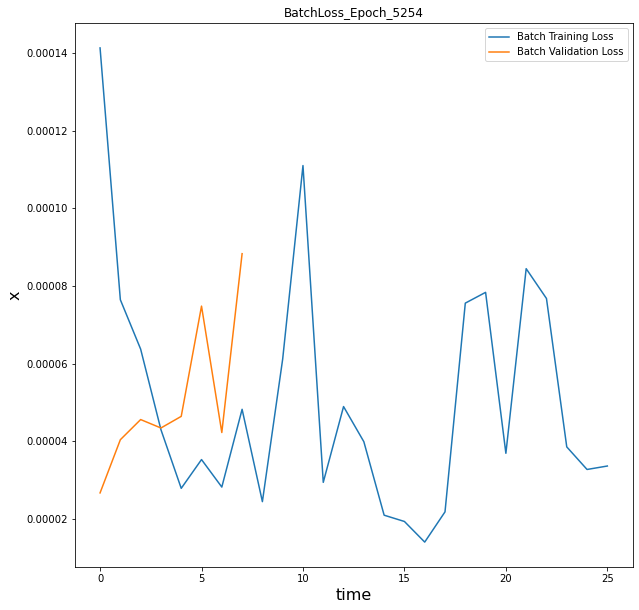 BatchLoss_Epoch_5254
Batch Training Loss
Batch Validation Loss
0.00014
0.00012
0.00010
0.00008
0.00006
0.00004
0.00002
x
0 5 10 15 20 25
time